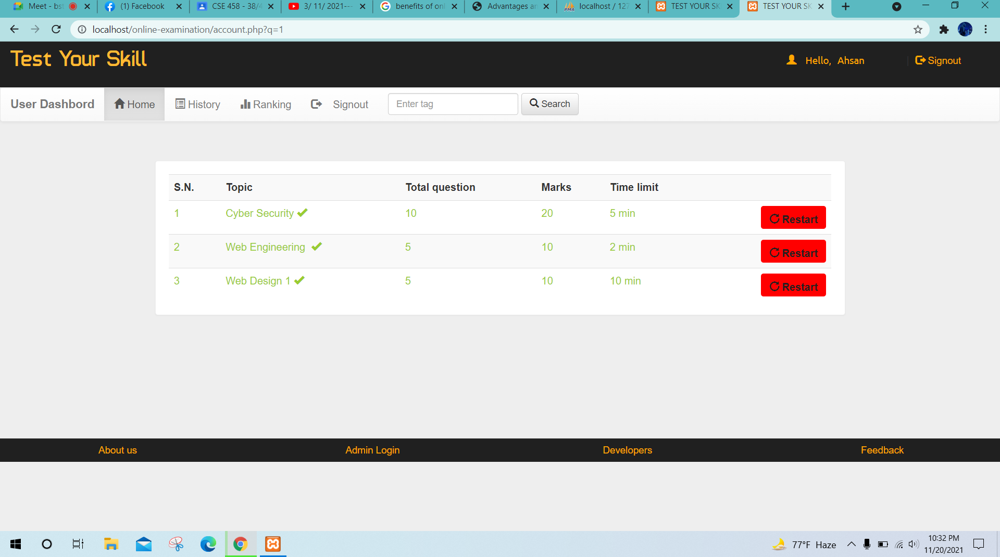 Meet - bst (1) Facebook CSE 458 - 38/4 3/ 11/ 2021--- benefits of onl Advantages an localhost / 127 TEST YOUR SK TEST YOUR SK
localhost/online-examination/account.php?q=1
Test Your Skill Hello, Ahsan | Signout
User Dashbord Home History Ranking Signout Enter tag Search
S.N. Topic Total question Marks Time limit
1 Cyber Security 10 20 5 min Restart
2 Web Engineering 5 10 2 min Restart
3 Web Design 1 5 10 10 min Restart
About us Admin Login Developers Feedback
77°F Haze 10:32 PM
11/20/2021